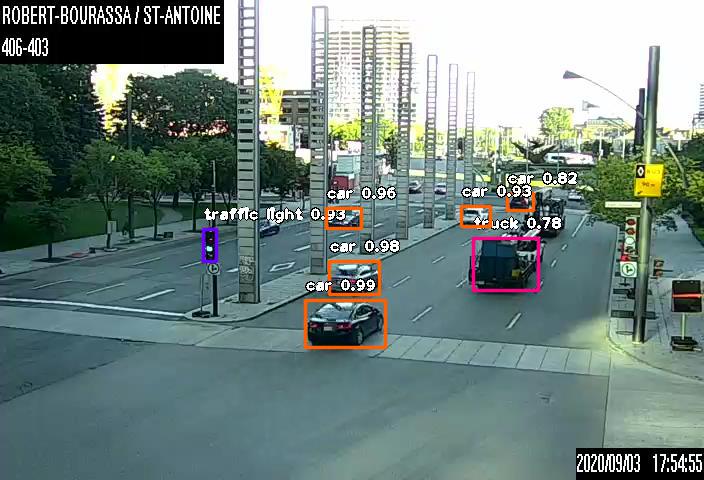 ROBERT-BOURASSA / ST-ANTOINE
406-403
car 0.82
car 0.96
car 0.93
traffic light 0.93
truck 0.78
car 0.98
car 0.99
2020/09/03 17:54:55